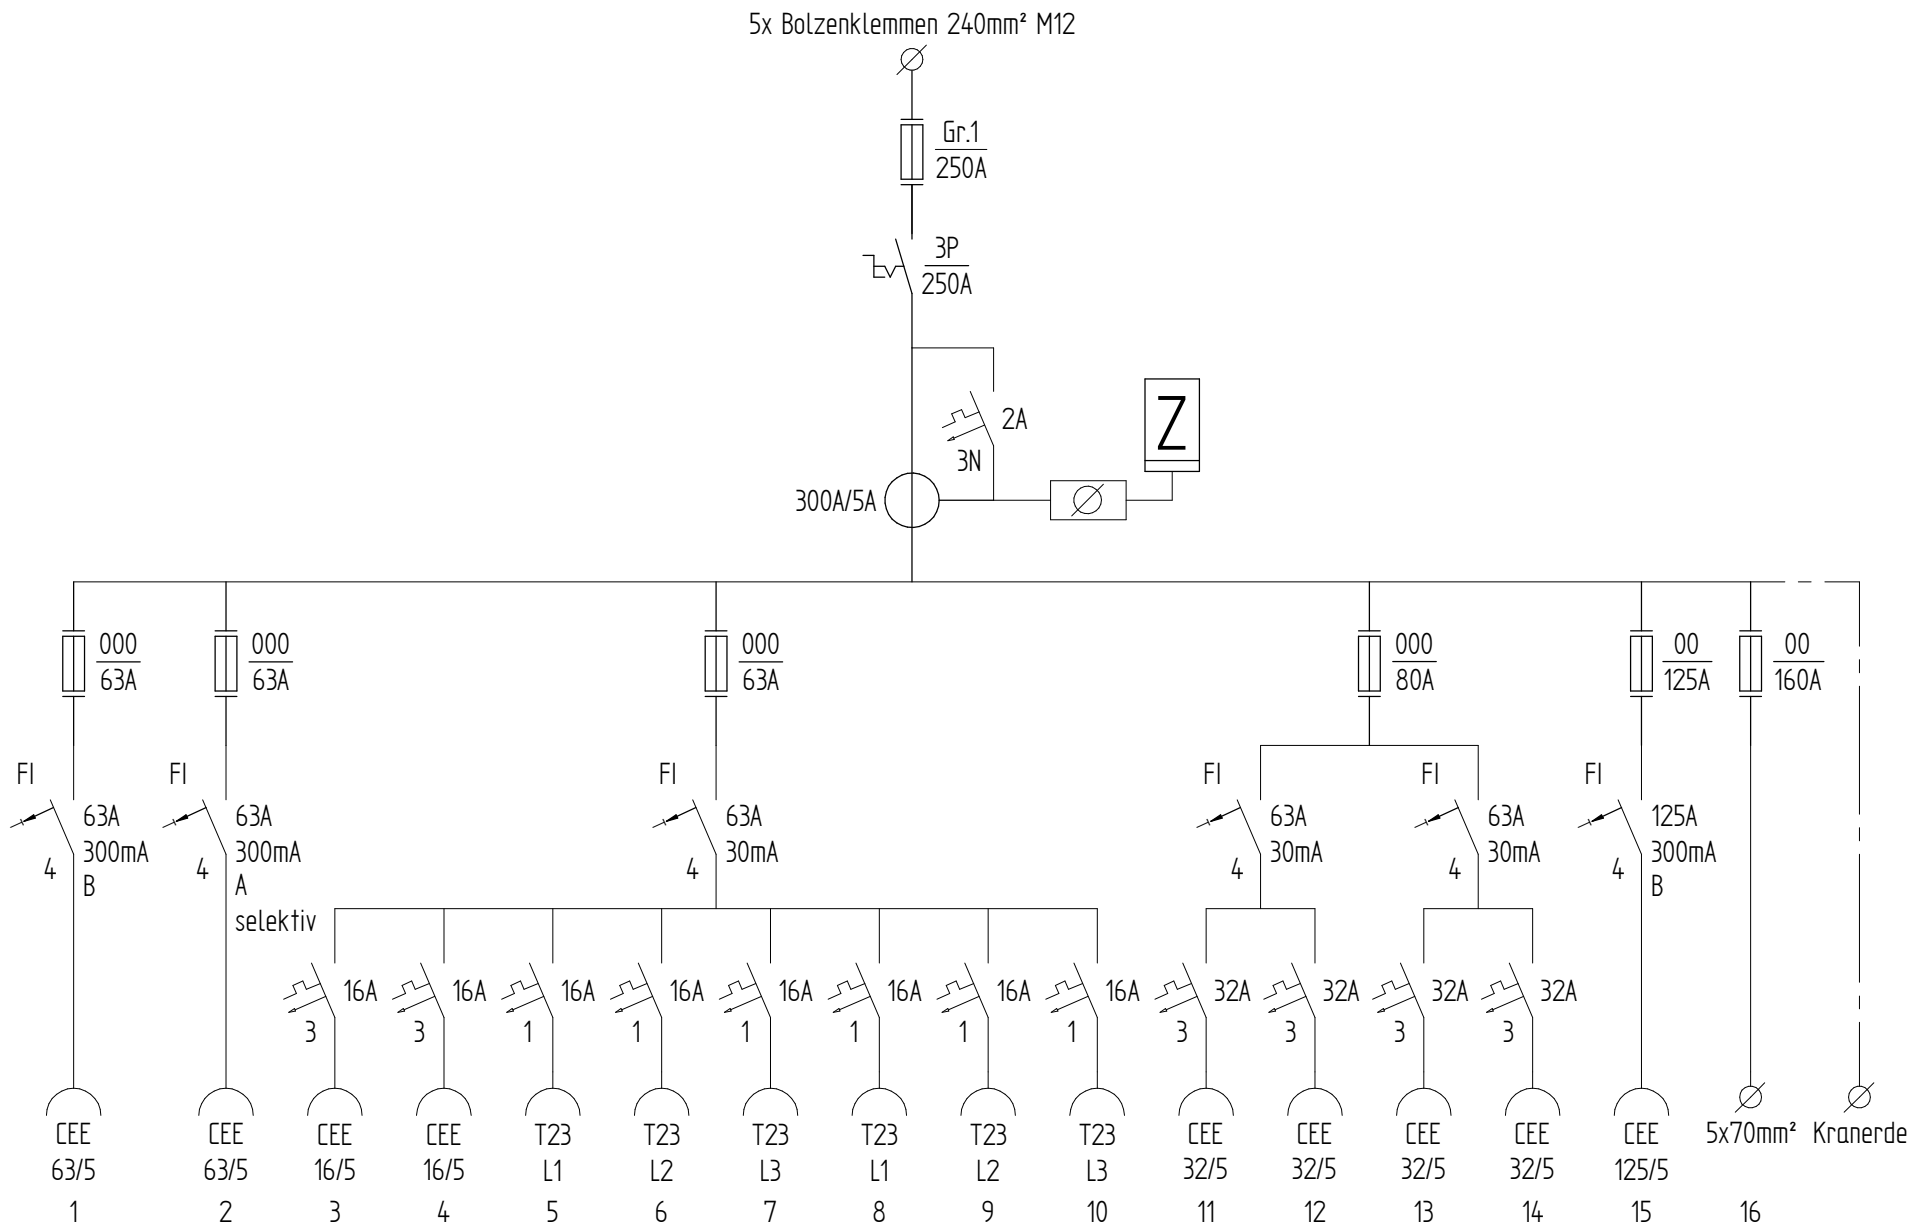 5x Bolzenklemmen 240mm² M12
Gr.1
250A
3P
250A
2A
3N
Z
300A/5A
000
63A
000
63A
000
63A
000
80A
00
125A
00
160A
FI
63A
300mA
4
B
FI
63A
300mA
4
A
selektiv
FI
63A
30mA
4
FI
63A
30mA
4
FI
63A
30mA
4
FI
125A
300mA
4
B
16A
3
16A
3
16A
1
16A
1
16A
1
16A
1
16A
1
16A
1
32A
3
32A
3
32A
3
32A
3
CEE
63/5
1
CEE
63/5
2
CEE
16/5
3
CEE
16/5
4
T23
L1
5
T23
L2
6
T23
L3
7
T23
L1
8
T23
L2
9
T23
L3
10
CEE
32/5
11
CEE
32/5
12
CEE
32/5
13
CEE
32/5
14
CEE
125/5
15
5x70mm²
16
Kranerde